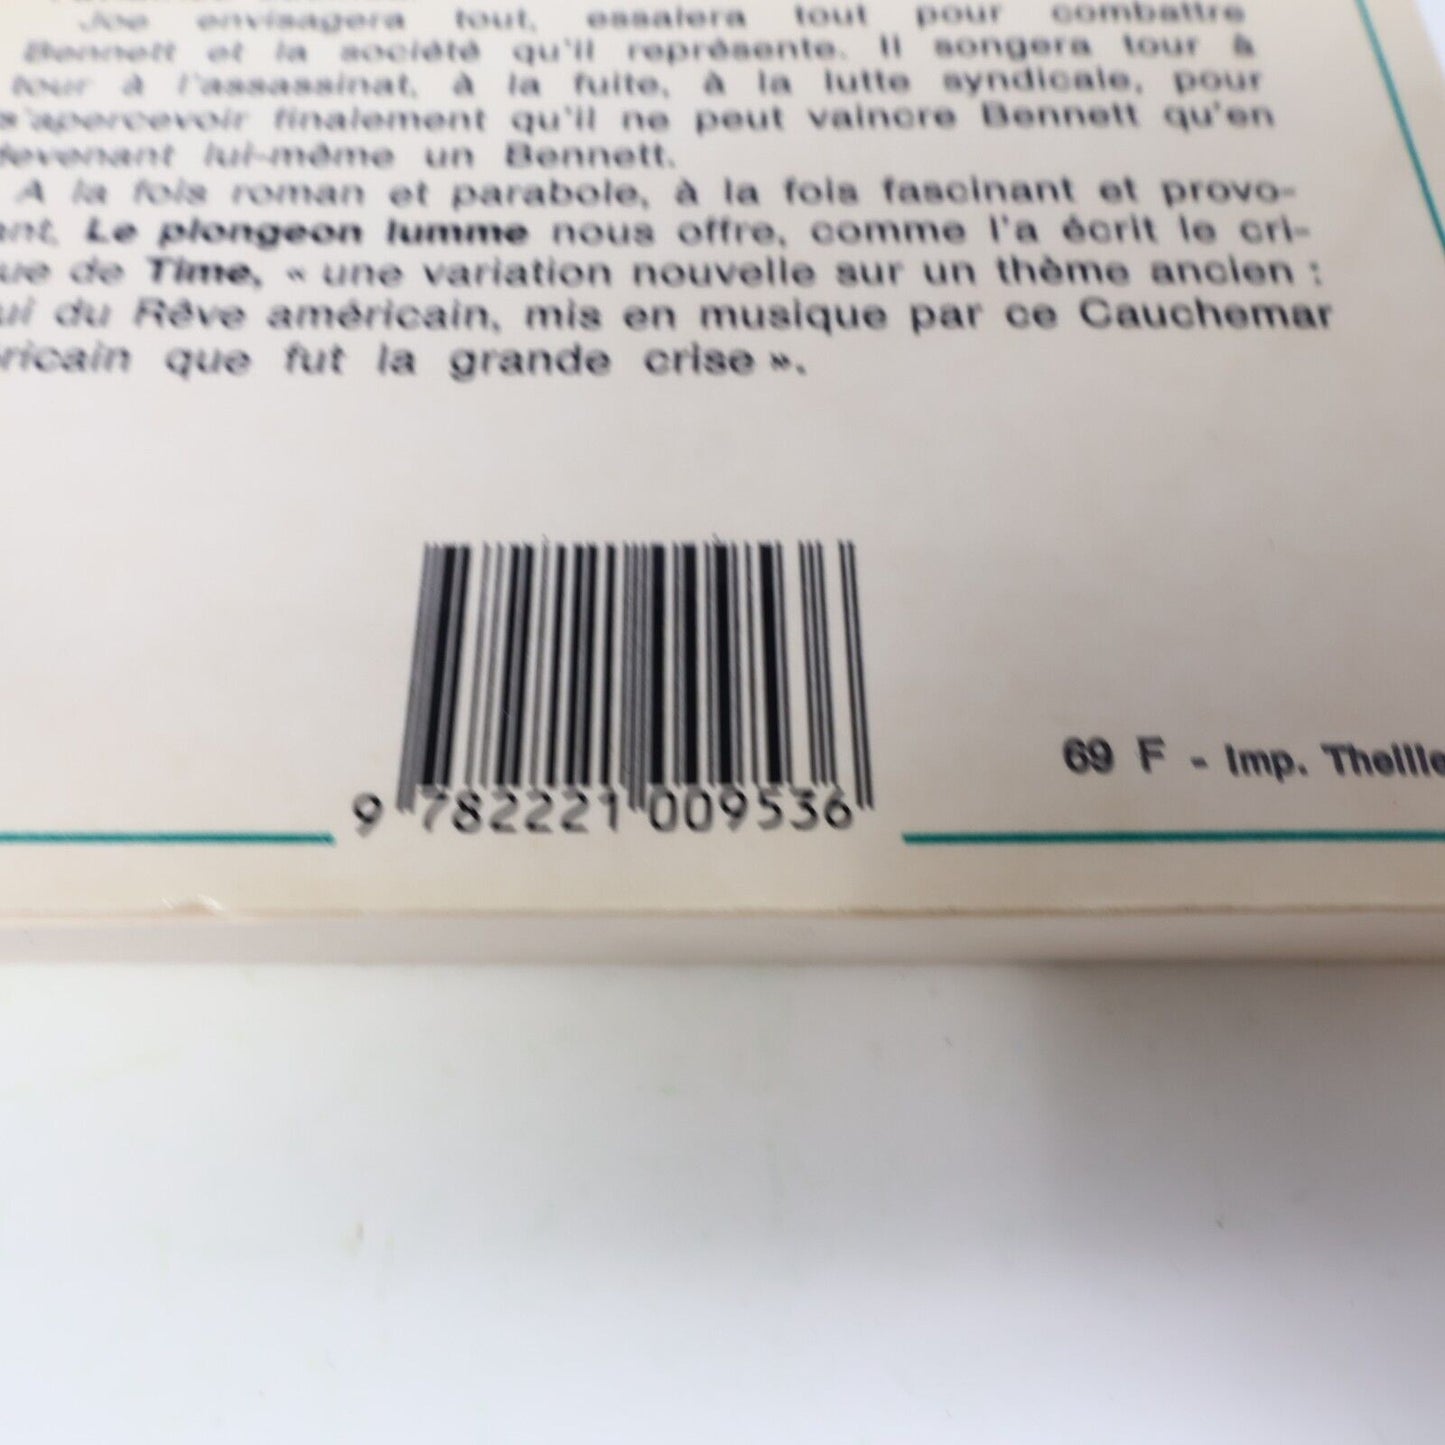 Joe envisagera tout, essaiera tout pour combattre
Bennett et la société qu'il représente. Il songera tour à
tour à l'assassinat, à la fuite, à la lutte syndicale, pour
s'apercevoir finalement qu'il ne peut vaincre Bennett qu'en
devenant lui-même un Bennett.
A la fois roman et parabole, à la fois fascinant et provo-
ant, Le plongeon lumme nous offre, comme l'a écrit le cri-
ue de Time, « une variation nouvelle sur un thème ancien :
ui du Rêve américain, mis en musique par ce Cauchemar
ricain que fut la grande crise ».
69 F - Imp. Theille
9 782221 009536